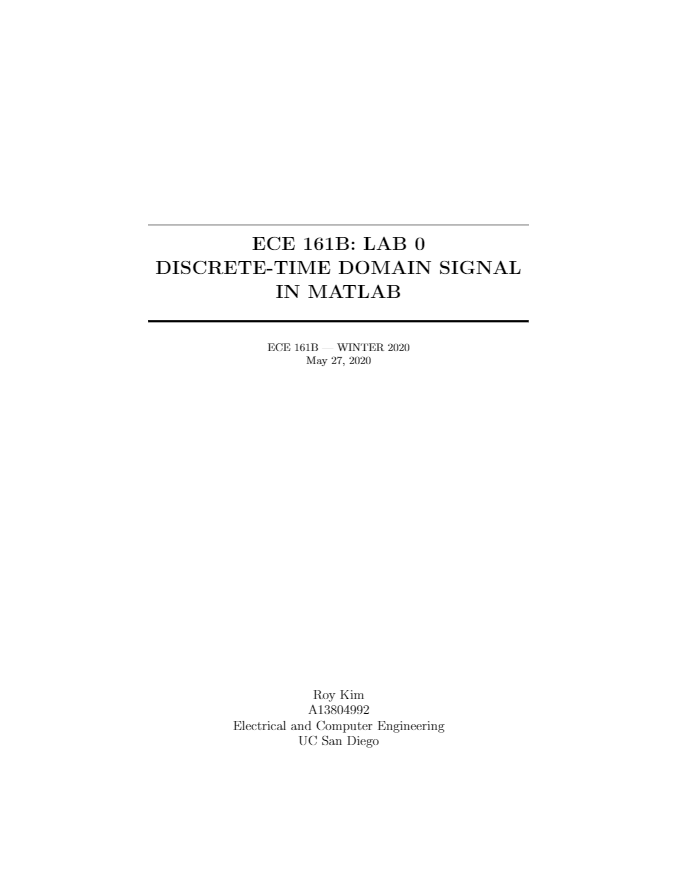 ECE 161B: LAB 0
DISCRETE-TIME DOMAIN SIGNAL
IN MATLAB
ECE 161B — WINTER 2020
May 27, 2020
Roy Kim
A13804992
Electrical and Computer Engineering
UC San Diego